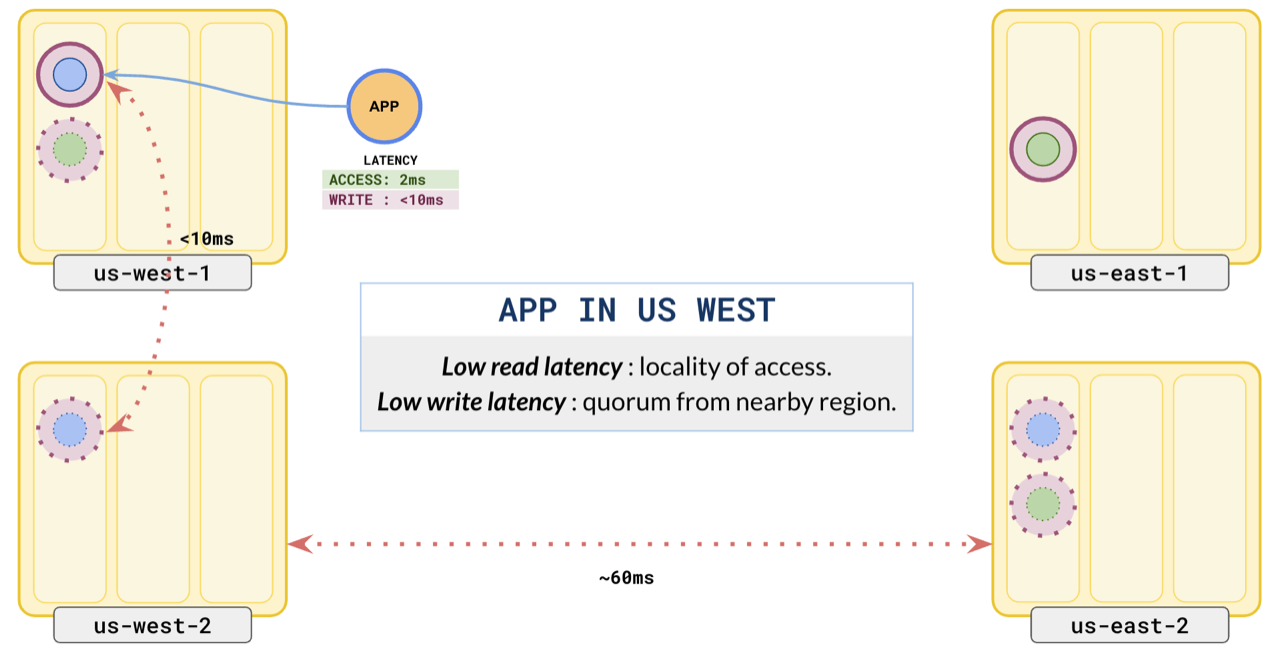 APP
LATENCY
ACCESS: 2ms
WRITE : <10ms
<10ms
us-west-1
us-east-1
APP IN US WEST
Low read latency : locality of access.
Low write latency : quorum from nearby region.
~60ms
us-west-2
us-east-2